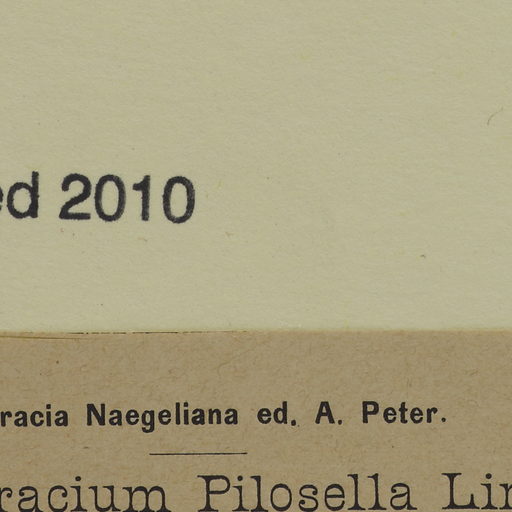 ed 2010
racia Naegeliana ed. A. Peter.
racium Pilosella Lin